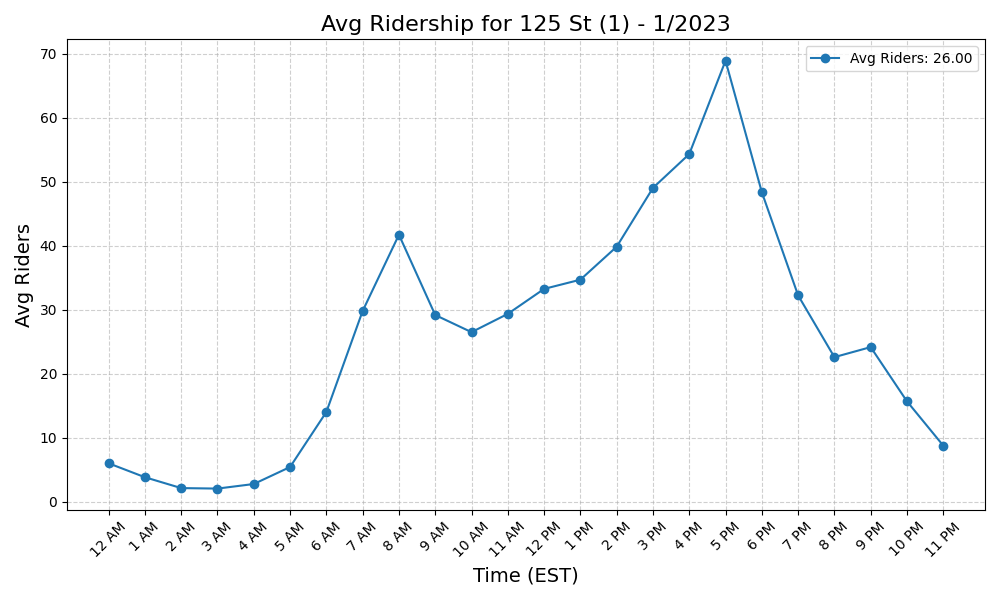 Avg Ridership for 125 St (1) - 1/2023
Avg Riders: 26.00
Avg Riders
70
60
50
40
30
20
10
0
12 AM
1 AM
2 AM
3 AM
4 AM
5 AM
6 AM
7 AM
8 AM
9 AM
10 AM
11 AM
12 PM
1 PM
2 PM
3 PM
4 PM
5 PM
6 PM
7 PM
8 PM
9 PM
10 PM
11 PM
Time (EST)